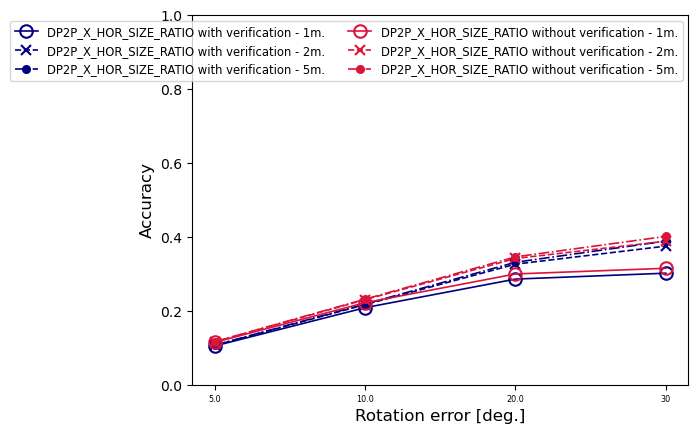 1.0
DP2P_X_HOR_SIZE_RATIO with verification - 1m.
DP2P_X_HOR_SIZE_RATIO with verification - 2m.
DP2P_X_HOR_SIZE_RATIO with verification - 5m.
DP2P_X_HOR_SIZE_RATIO without verification - 1m.
DP2P_X_HOR_SIZE_RATIO without verification - 2m.
DP2P_X_HOR_SIZE_RATIO without verification - 5m.
0.8
0.6
0.4
0.2
0.0
Accuracy
5.0 10.0 20.0 30
Rotation error [deg.]